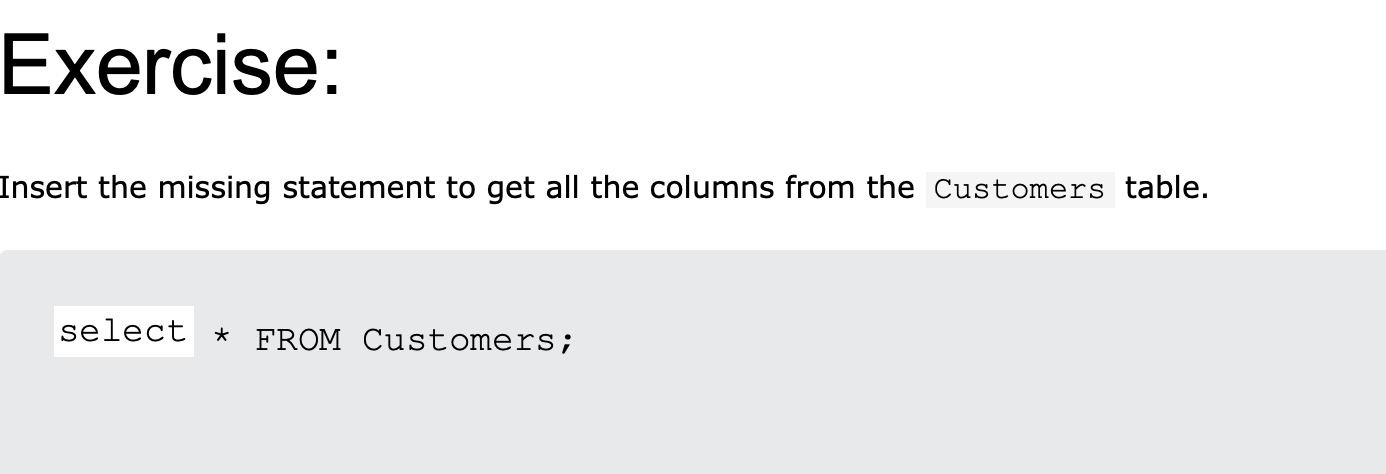 Exercise:
Insert the missing statement to get all the columns from the Customers table.
select * FROM Customers;